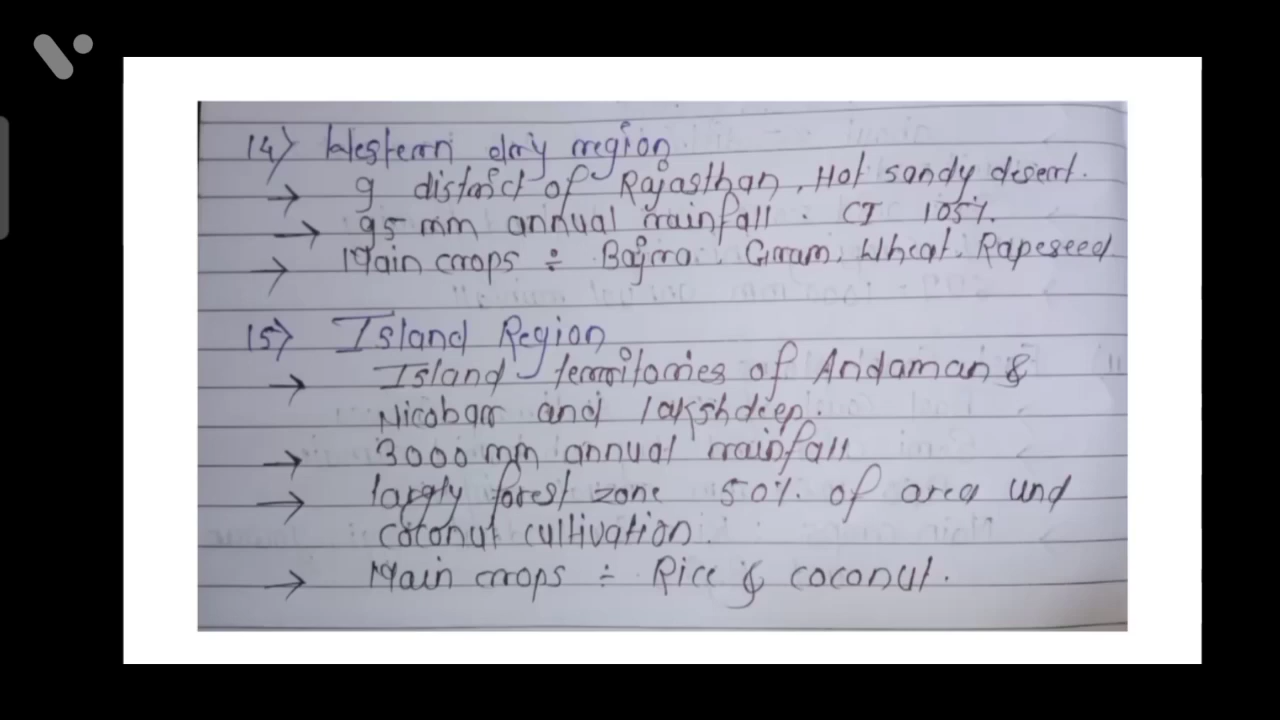 14) Western dry region
→ 9 district of Rajasthan, Hot sandy desert.
→ 95 mm annual rainfall. CI 105%.
→ Main crops ÷ Bajra, Gram, Wheat, Rapeseed.
15) Island Region
→ Island territories of Andaman &
Nicobar and lakshdeep.
→ 3000 mm annual rainfall
→ largly forest zone 50% of area und
coconut cultivation.
→ Main crops ÷ Rice & coconut.